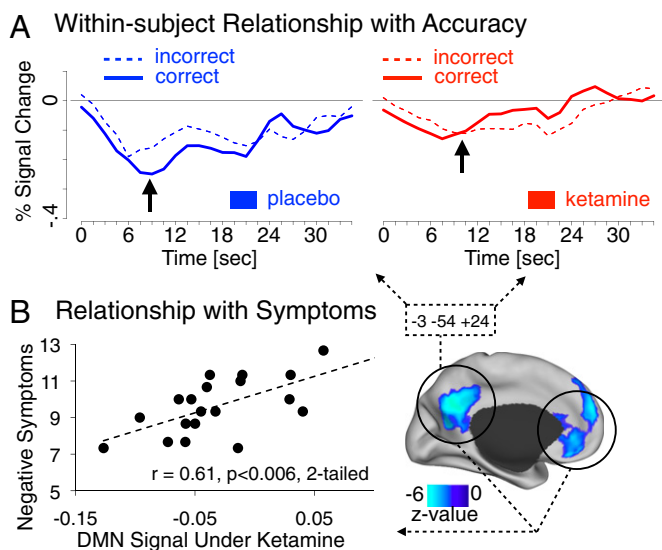 A Within-subject Relationship with Accuracy
incorrect
correct
incorrect
correct
% Signal Change
0
-.4
placebo
ketamine
0 6 12 18 24 30
0 6 12 18 24 30
Time [sec]
Time [sec]
B Relationship with Symptoms
-3 -54 +24
Negative Symptoms
13
11
9
7
5
r = 0.61, p<0.006, 2-tailed
-0.15 -0.05 0.05
DMN Signal Under Ketamine
-6 0
z-value